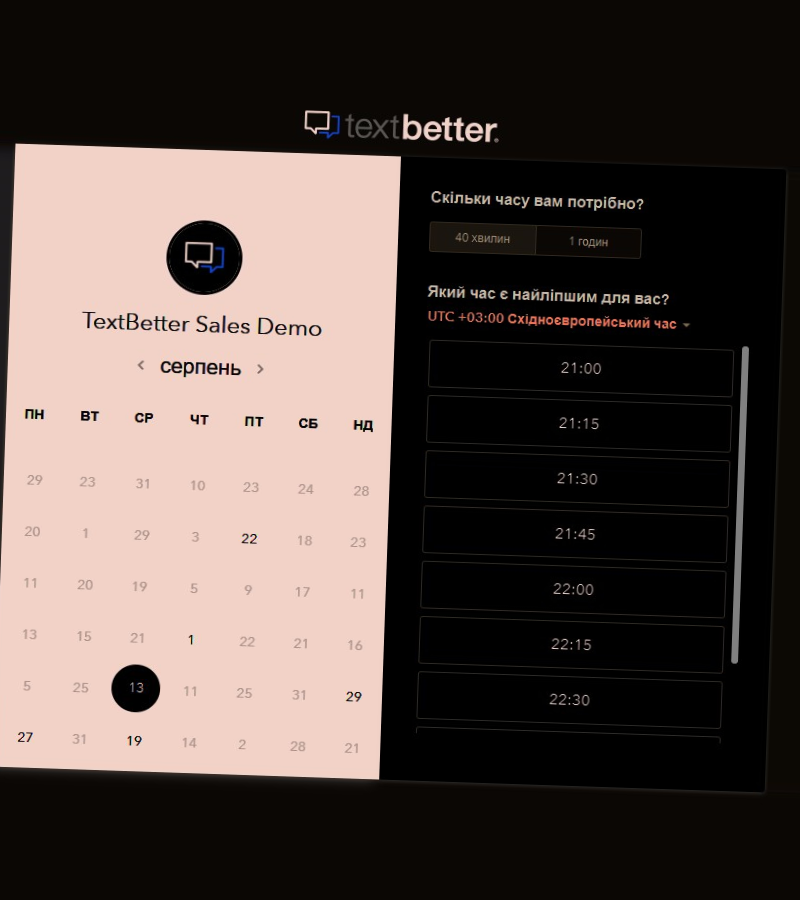 textbetter.
TextBetter Sales Demo
серпень
ПН ВТ СР ЧТ ПТ СБ НД
29 23 31 10 23 24 28
20 1 29 3 22 18 23
11 20 19 5 9 17 11
13 15 21 1 22 21 16
5 25 13 11 25 31 29
27 31 19 14 2 28 21
Скільки часу вам потрібно?
40 хвилин 1 годин
Який час є найліпшим для вас?
UTC +03:00 Східноєвропейський час
21:00
21:15
21:30
21:45
22:00
22:15
22:30